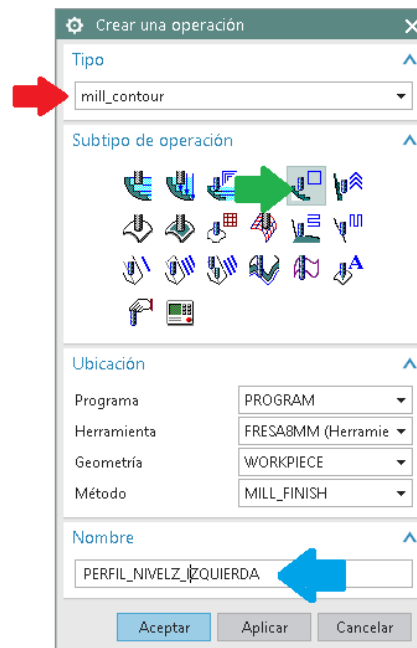 Crear una operación
Tipo
mill_contour
Subtipo de operación
A
Ubicación
Programa PROGRAM
Herramienta FRESA8MM (Herramie
Geometría WORKPIECE
Método MILL_FINISH
Nombre
PERFIL_NIVELZ_IZQUIERDA
Aceptar Aplicar Cancelar